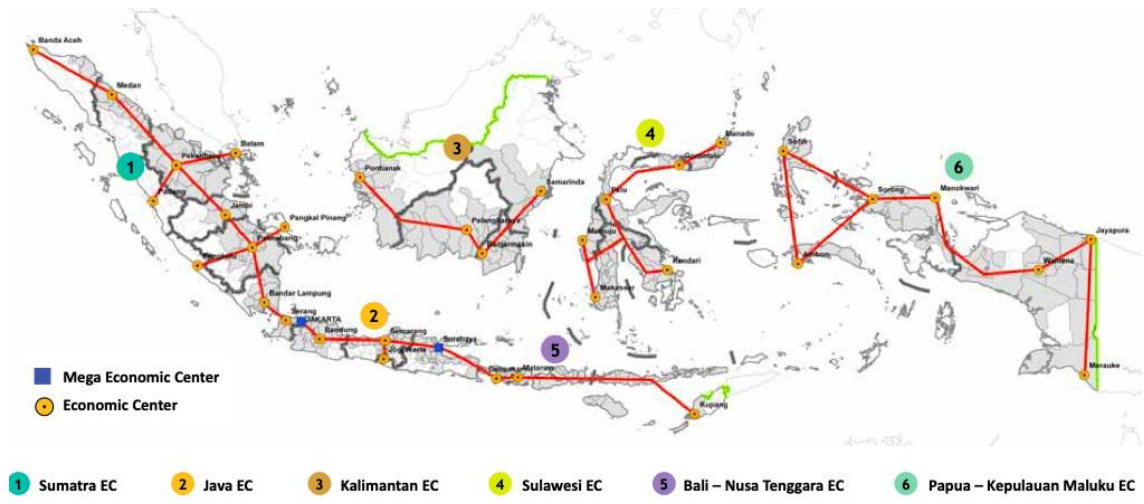 Banda Aceh
Medan
Pekanbaru
Batam
1
Padang
Jambi
Pangkal Pinang
Palembang
Bengkulu
Bandar Lampung
Serang
JAKARTA
Bandung
2
Semarang
Jogjakarta
Surabaya
3
Pontianak
Samarinda
Palangkaraya
Banjarmasin
4
Manado
Gorontalo
Palu
Mamuju
Kendari
Makassar
5
Denpasar
Mataram
Kupang
6
Sofifi
Sorong
Manokwari
Ambon
Jayapura
Wamena
Merauke
Mega Economic Center
Economic Center
1 Sumatra EC
2 Java EC
3 Kalimantan EC
4 Sulawesi EC
5 Bali – Nusa Tenggara EC
6 Papua – Kepulauan Maluku EC